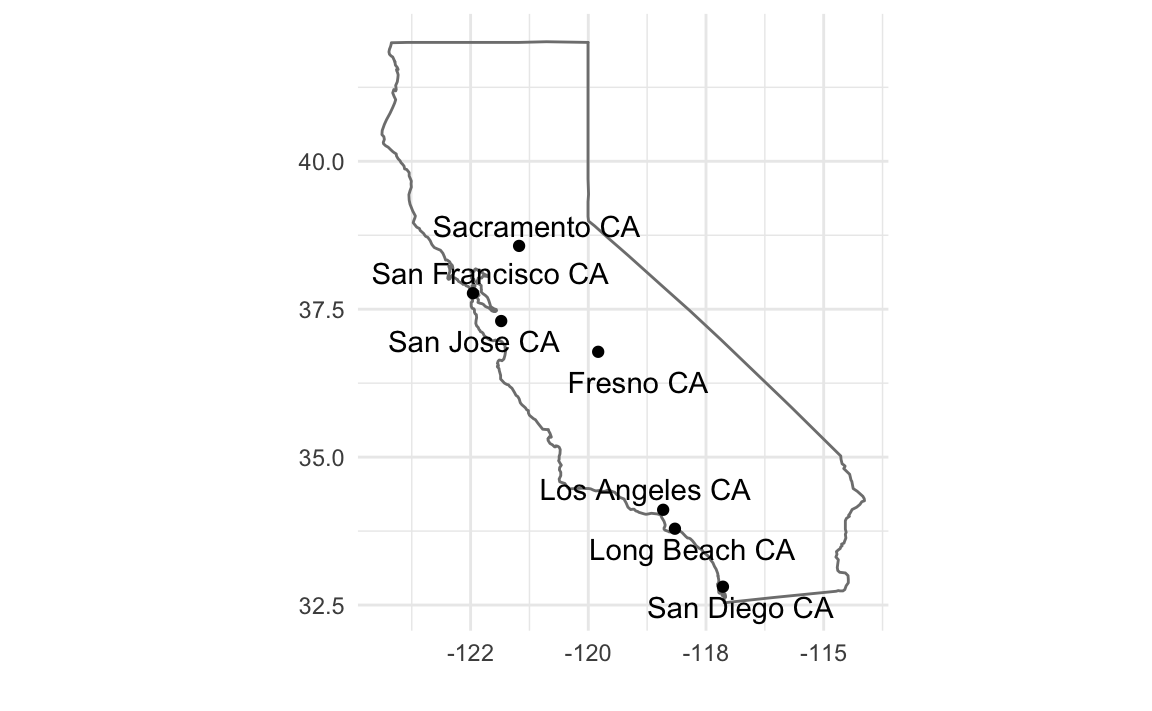 40.0
Sacramento CA
San Francisco CA
37.5
San Jose CA
Fresno CA
35.0
Los Angeles CA
Long Beach CA
32.5
San Diego CA
-122
-120
-118
-115